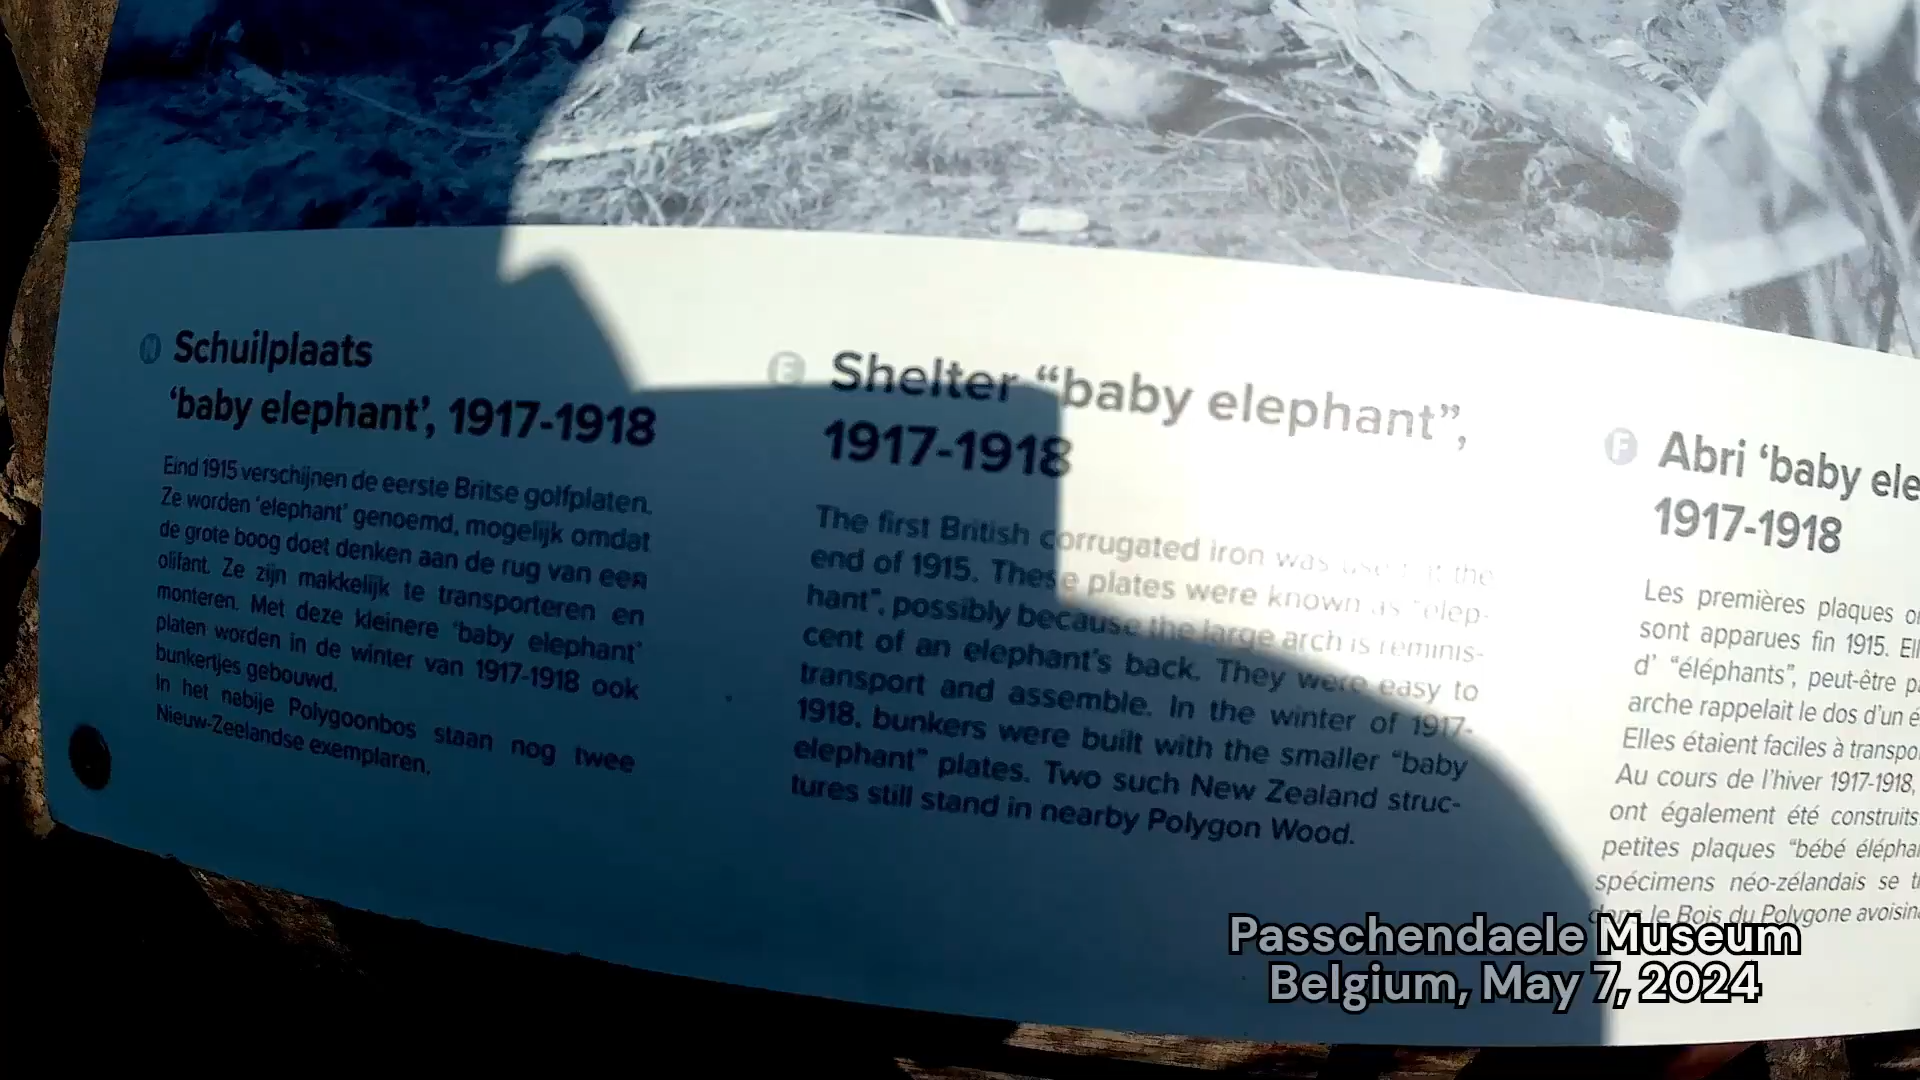 N Schuilplaats
‘baby elephant’, 1917-1918
Eind 1915 verschijnen de eerste Britse golfplaten.
Ze worden ‘elephant’ genoemd, mogelijk omdat
de grote boog doet denken aan de rug van een
olifant. Ze zijn makkelijk te transporteren en
monteren. Met deze kleinere ‘baby elephant’
platen worden in de winter van 1917-1918 ook
bunkertjes gebouwd.
In het nabije Polygoonbos staan nog twee
Nieuw-Zeelandse exemplaren.
E Shelter “baby elephant”,
1917-1918
The first British corrugated iron was used at the
end of 1915. These plates were known as “elep-
hant”, possibly because the large arch is reminis-
cent of an elephant’s back. They were easy to
transport and assemble. In the winter of 1917-
1918, bunkers were built with the smaller “baby
elephant” plates. Two such New Zealand struc-
tures still stand in nearby Polygon Wood.
F Abri ‘baby ele
1917-1918
Les premières plaques
sont apparues fin 1915.
d’ “éléphants”, peut-être
arche rappelait le dos d’un
Elles étaient faciles à transpo
Au cours de l’hiver 1917-1918,
ont également été construits
petites plaques “bébé élépha
spécimens néo-zélandais se
dans le Bois du Polygone avoisin
Passchendaele Museum
Belgium, May 7, 2024